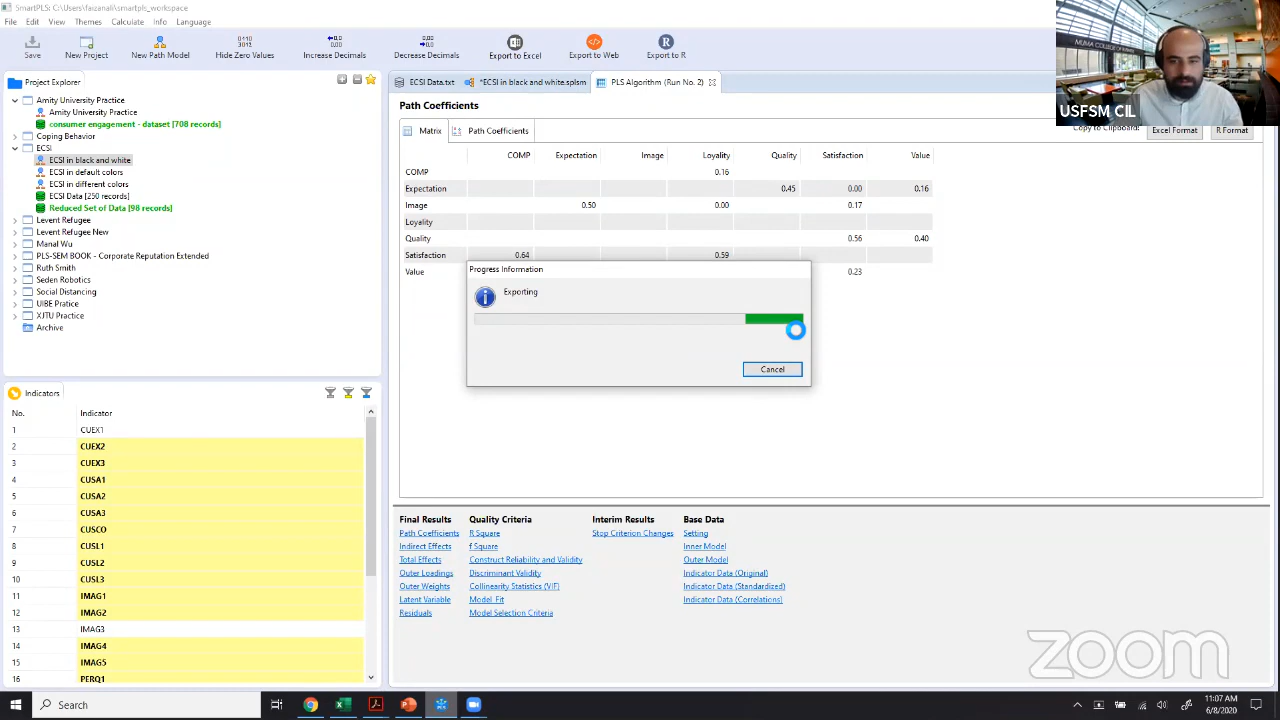 SmartPLS: C:\Users\faizanali\smartpls_workspace
File Edit View Themes Calculate Info Language
Save New Project New Path Model Hide Zero Values Increase Decimals Decrease Decimals Export to Excel Export to Web Export to R
Project Explorer
Amity University Practice
Amity University Practice
consumer engagement - dataset [708 records]
Coping Behavior
ECSI
ECSI in black and white
ECSI in default colors
ECSI in different colors
ECSI Data [250 records]
Reduced Set of Data [98 records]
Levent Refugee
Levent Refugee New
Manal Wu
PLS-SEM BOOK - Corporate Reputation Extended
Ruth Smith
Seden Robotics
Social Distancing
UIBE Pratice
XJTU Practice
Archive
Indicators
No. Indicator
1 CUEX1
2 CUEX2
3 CUEX3
4 CUSA1
5 CUSA2
6 CUSA3
7 CUSCO
8 CUSL1
9 CUSL2
10 CUSL3
11 IMAG1
12 IMAG2
13 IMAG3
14 IMAG4
15 IMAG5
16 PERQ1
ECSI Data.txt *ECSI in black and white.splsm PLS Algorithm (Run No. 2)
Path Coefficients
Matrix Path Coefficients Copy to Clipboard: Excel Format R Format
COMP Expectation Image Loyality Quality Satisfaction Value
COMP 0.16
Expectation 0.45 0.00 0.16
Image 0.50 0.00 0.17
Loyality
Quality 0.56 0.40
Satisfaction 0.64 0.59
Value 0.23
Progress Information
Exporting
Cancel
Final Results Quality Criteria Interim Results Base Data
Path Coefficients R Square Stop Criterion Changes Setting
Indirect Effects f Square Inner Model
Total Effects Construct Reliability and Validity Outer Model
Outer Loadings Discriminant Validity Indicator Data (Original)
Outer Weights Collinearity Statistics (VIF) Indicator Data (Standardized)
Latent Variable Model_Fit Indicator Data (Correlations)
Residuals Model Selection Criteria
MUMA COLLEGE OF
USFSM CIL
zoom
Search
11:07 AM
6/8/2020